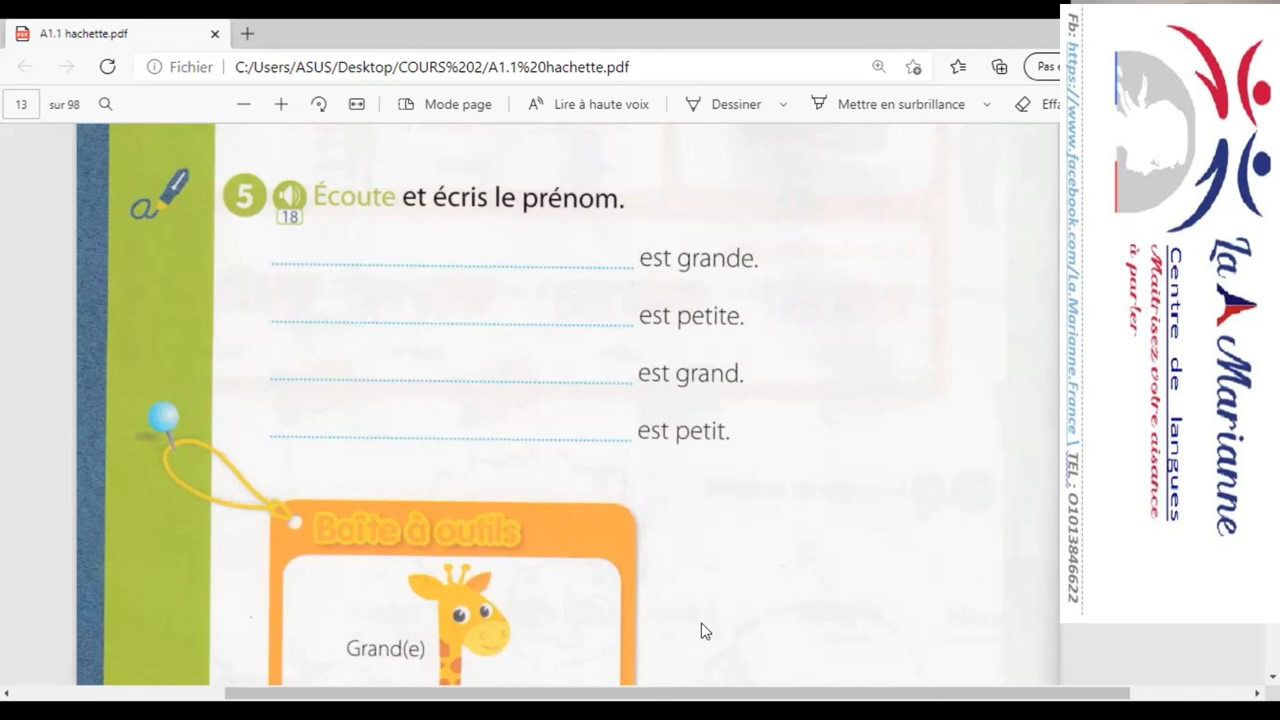 A1.1 hachette.pdf
Fichier
C:/Users/ASUS/Desktop/COURS%202/A1.1%20hachette.pdf
Pas
13 sur 98
Mode page
Lire à haute voix
Dessiner
Mettre en surbrillance
Effa
a
5 18 Écoute et écris le prénom.
est grande.
est petite.
est grand.
est petit.
Boîte à outils
Grand(e)
La Marianne
Centre de langues
Maîtrisez votre aisance
à parler
Fb: https://www.facebook.com/La.Marianne.France \ TEL : 01013846622